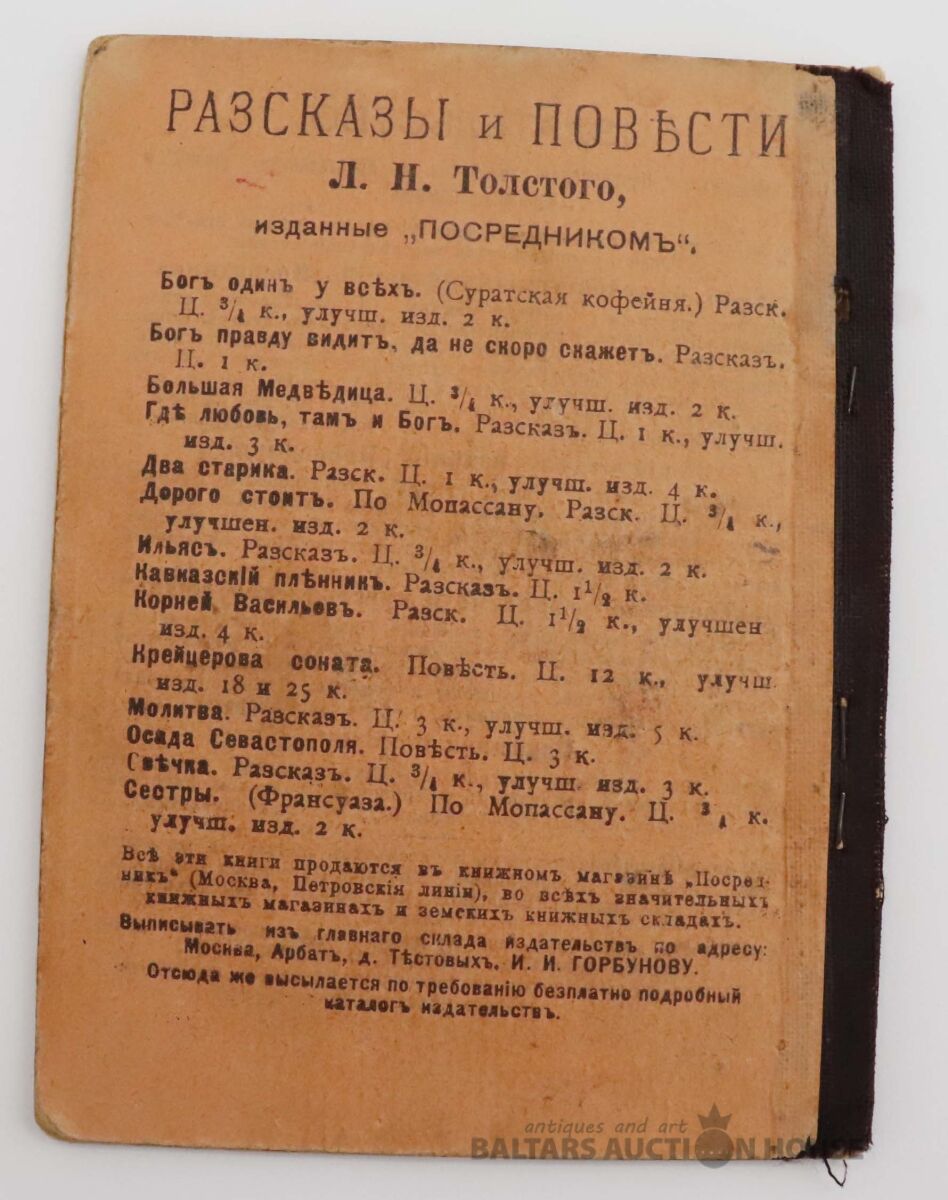 РАЗСКАЗЫ и ПОВѢСТИ
Л. Н. Толстого,
изданные „ПОСРЕДНИКОМЪ“.
Богъ одинъ у всѣхъ. (Суратская кофейня.) Разск.
Ц. ³/₄ к., улучш. изд. 2 к.
Богъ правду видитъ, да не скоро скажетъ. Разсказъ.
Ц. 1 к.
Большая Медвѣдица. Ц. ³/₄ к., улучш. изд. 2 к.
Гдѣ любовь, тамъ и Богъ. Разсказъ. Ц. 1 к., улучш.
изд. 3 к.
Два старика. Разск. Ц. 1 к., улучш. изд. 4 к.
Дорого стоитъ. По Мопассану. Разск. Ц. ³/₄ к.,
улучшен. изд. 2 к.
Ильясъ. Разсказъ. Ц. ³/₄ к., улучш. изд. 2 к.
Кавказскій плѣнникъ. Разсказъ. Ц. 1¹/₂ к.
Корней Васильевъ. Разск. Ц. 1¹/₂ к., улучшен
изд. 4 к.
Крейцерова соната. Повѣсть. Ц. 12 к., улучш
изд. 18 и 25 к.
Молитва. Разсказъ. Ц. 3 к., улучш. изд. 5 к.
Осада Севастополя. Повѣсть. Ц. 3 к.
Свѣчка. Разсказъ. Ц. ³/₄ к., улучш. изд. 3 к.
Сестры. (Франсуаза.) По Мопассану. Ц. ³/₄ к.
улучш. изд. 2 к.
Всѣ эти книги продаются въ книжномъ магазинѣ „Посред-
никъ“ (Москва, Петровскія линіи), во всѣхъ значительныхъ
книжныхъ магазинахъ и земскихъ книжныхъ складахъ.
Выписывать изъ главнаго склада издательствъ по адресу:
Москва, Арбатъ, д. Тѣстовыхъ. И. И. ГОРБУНОВУ.
Отсюда же высылается по требованію безплатно подробный
каталогъ издательствъ.
antiques and art
BALTARS AUCTION HOUSE